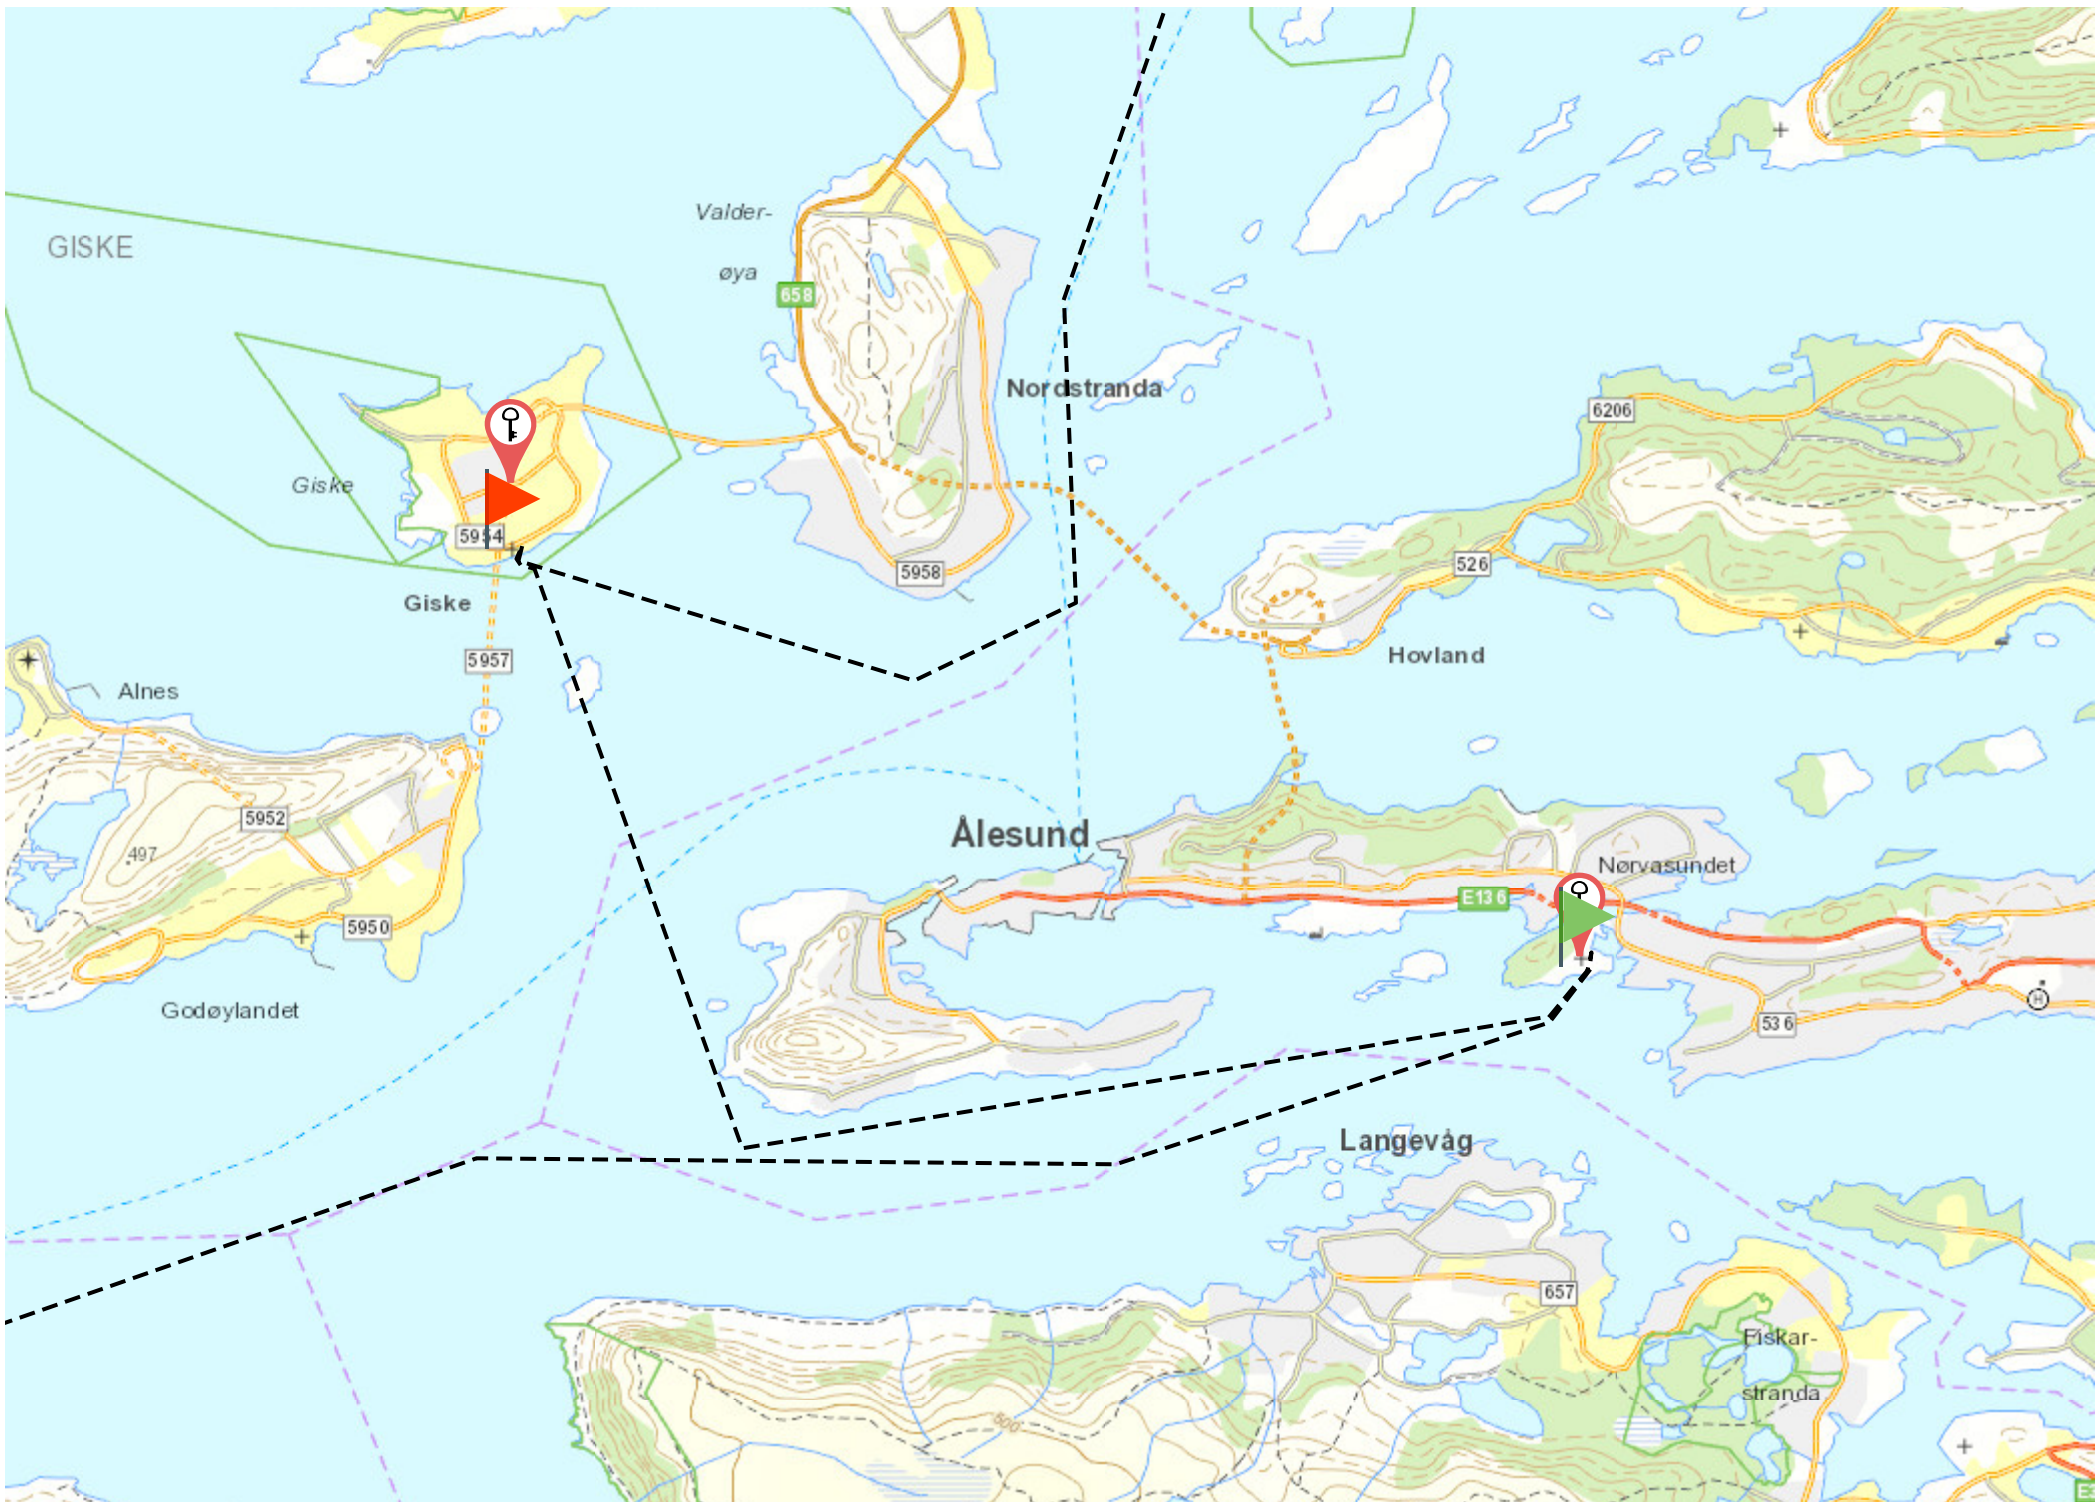 Valder-
GISKE
øya
658
Nordstranda
6206
Giske
5954
526
5958
Giske
Hovland
5957
Alnes
5952
Ålesund
497
Nørvasundet
E136
5950
H
Godøylandet
536
Langevåg
657
Fiskar-
stranda
500